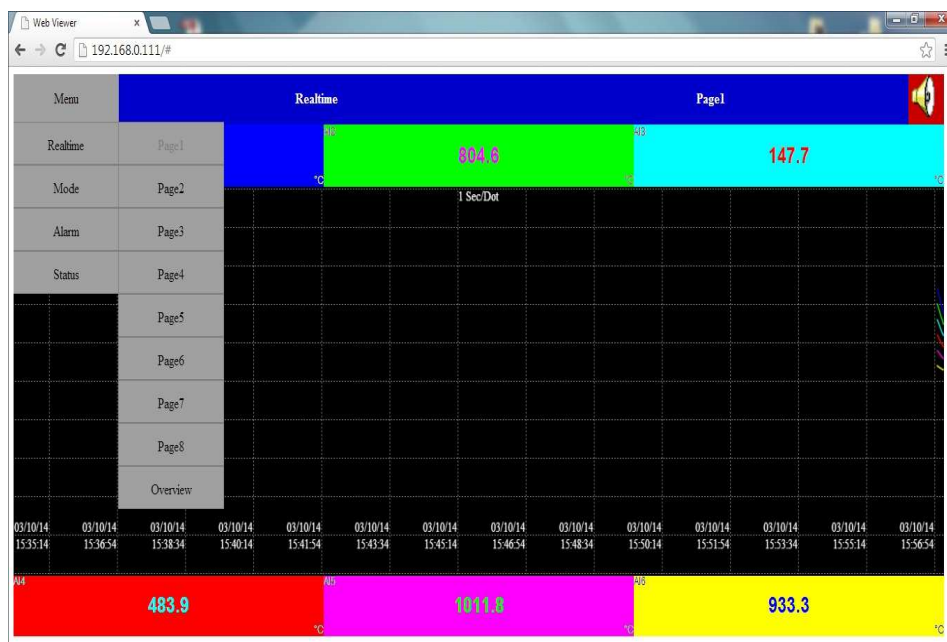 Web Viewer
192.168.0.111/#
Menu Realtime Page1
Realtime Page1 °C AI2 804.6 °C AI3 147.7 °C
Mode Page2 1 Sec/Dot
Alarm Page3
Status Page4
Page5
Page6
Page7
Page8
Overview
03/10/14 03/10/14 03/10/14 03/10/14 03/10/14 03/10/14 03/10/14 03/10/14 03/10/14 03/10/14 03/10/14 03/10/14 03/10/14 03/10/14
15:35:14 15:36:54 15:38:34 15:40:14 15:41:54 15:43:34 15:45:14 15:46:54 15:48:34 15:50:14 15:51:54 15:53:34 15:55:14 15:56:54
AI4 483.9 °C AI5 1011.8 °C AI6 933.3 °C